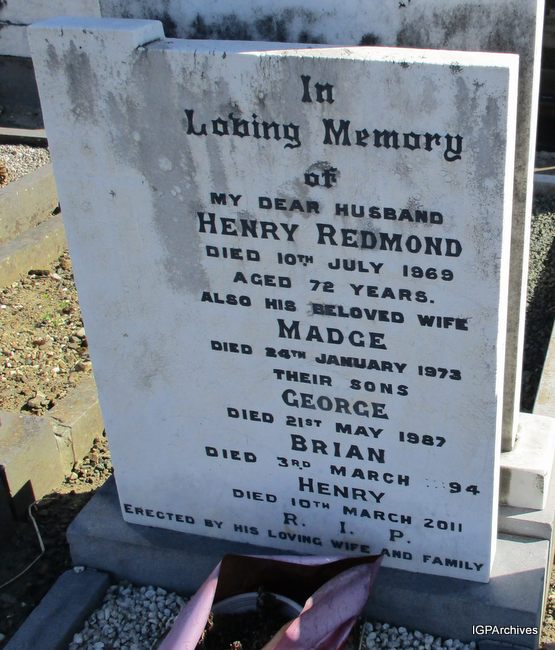 In
Loving Memory
of
MY DEAR HUSBAND
HENRY REDMOND
DIED 10TH JULY 1969
AGED 72 YEARS.
ALSO HIS BELOVED WIFE
MADGE
DIED 24TH JANUARY 1973
THEIR SONS
GEORGE
DIED 21ST MAY 1987
BRIAN
DIED 3RD MARCH 94
HENRY
DIED 10TH MARCH 2011
R. I. P.
ERECTED BY HIS LOVING WIFE AND FAMILY
IGPArchives